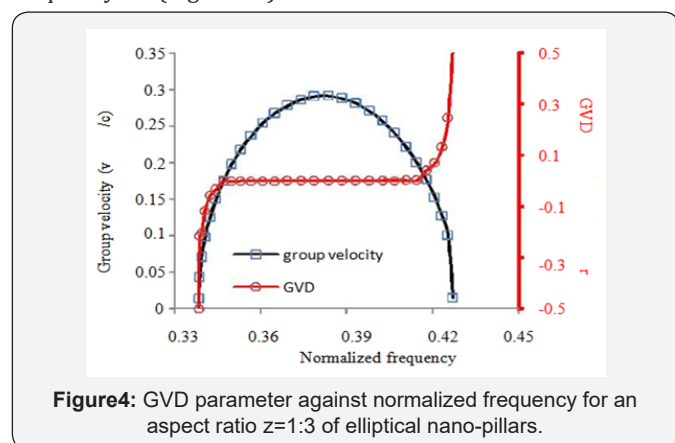 0.35
0.3
0.25
0.2
0.15
0.1
0.05
0
Group velocity (v /c)
0.33 0.36 0.39 0.42 0.45
Normalized frequency
0.5
0.3
0.1
-0.1
-0.3
-0.5
GVD
r
group velocity
GVD
Figure4: GVD parameter against normalized frequency for an
aspect ratio z=1:3 of elliptical nano-pillars.